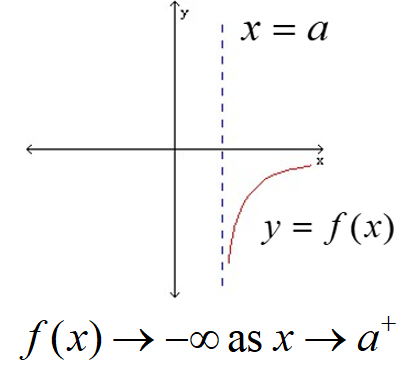 y
x = a
x
y = f(x)
f(x) → −∞ as x → a⁺